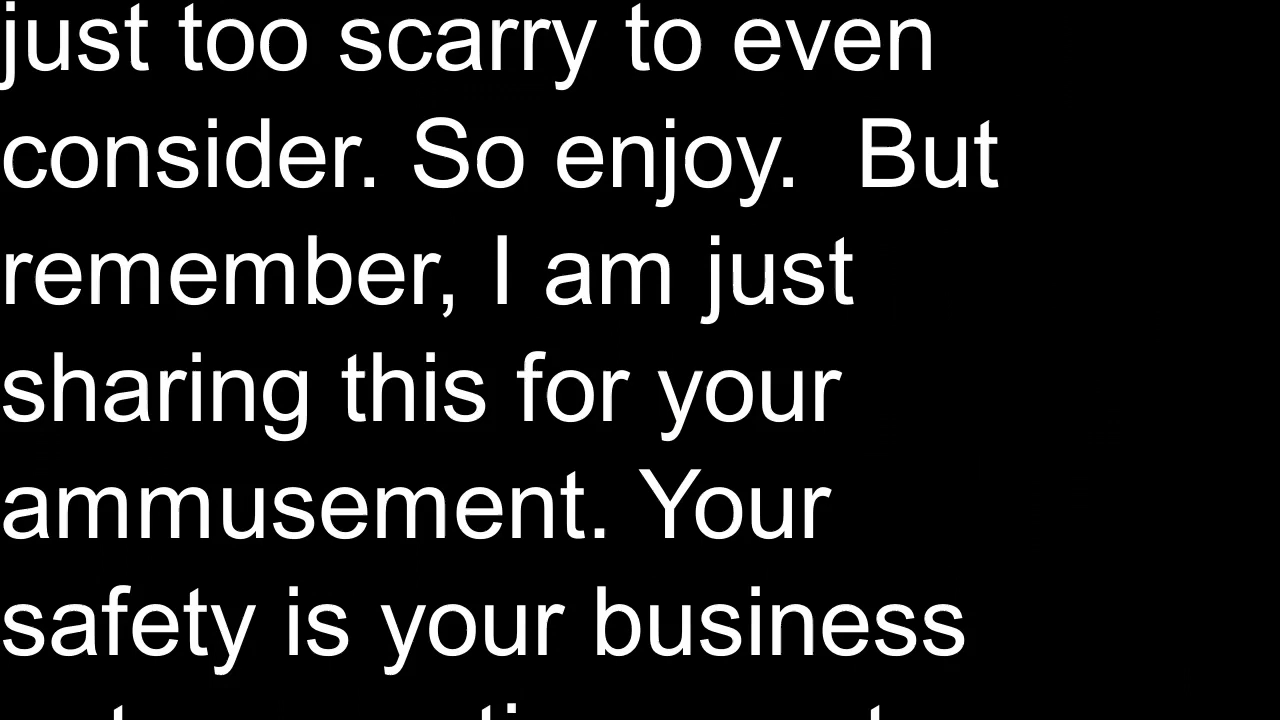 just too scarry to even
consider. So enjoy.  But
remember, I am just
sharing this for your
ammusement. Your
safety is your business